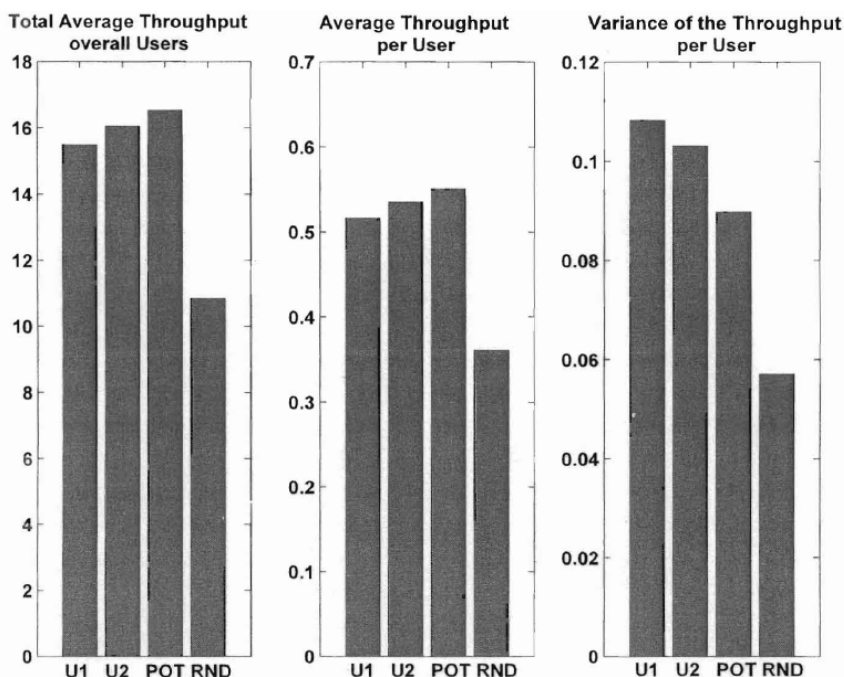 Total Average Throughput
overall Users
18
16
14
12
10
8
6
4
2
0
U1 U2 POT RND
Average Throughput
per User
0.7
0.6
0.5
0.4
0.3
0.2
0.1
0
U1 U2 POT RND
Variance of the Throughput
per User
0.12
0.1
0.08
0.06
0.04
0.02
0
U1 U2 POT RND